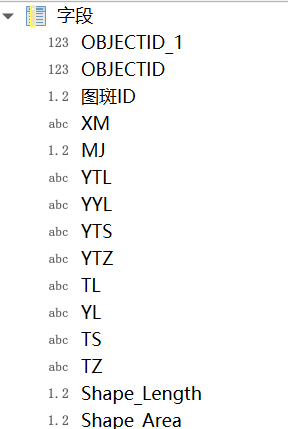 字段
123 OBJECTID_1
123 OBJECTID
1.2 图斑ID
abc XM
1.2 MJ
abc YTL
abc YYL
abc YTS
abc YTZ
abc TL
abc YL
abc TS
abc TZ
1.2 Shape_Length
1.2 Shape_Area